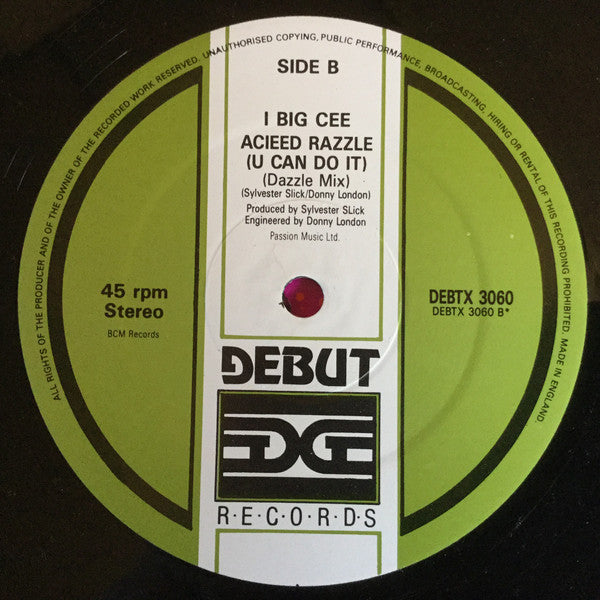 ALL RIGHTS OF THE PRODUCER AND OF THE OWNER OF THE RECORDED WORK RESERVED. UNAUTHORISED COPYING, PUBLIC PERFORMANCE, BROADCASTING, HIRING OR RENTAL OF THIS RECORDING PROHIBITED. MADE IN ENGLAND.
SIDE B
I BIG CEE
ACIEED RAZZLE
(U CAN DO IT)
(Dazzle Mix)
(Sylvester Slick/Donny London)
Produced by Sylvester SLick
Engineered by Donny London
Passion Music Ltd.
45 rpm
Stereo
BCM Records
DEBTX 3060
DEBTX 3060 B*
DEBUT
R·E·C·O·R·D·S